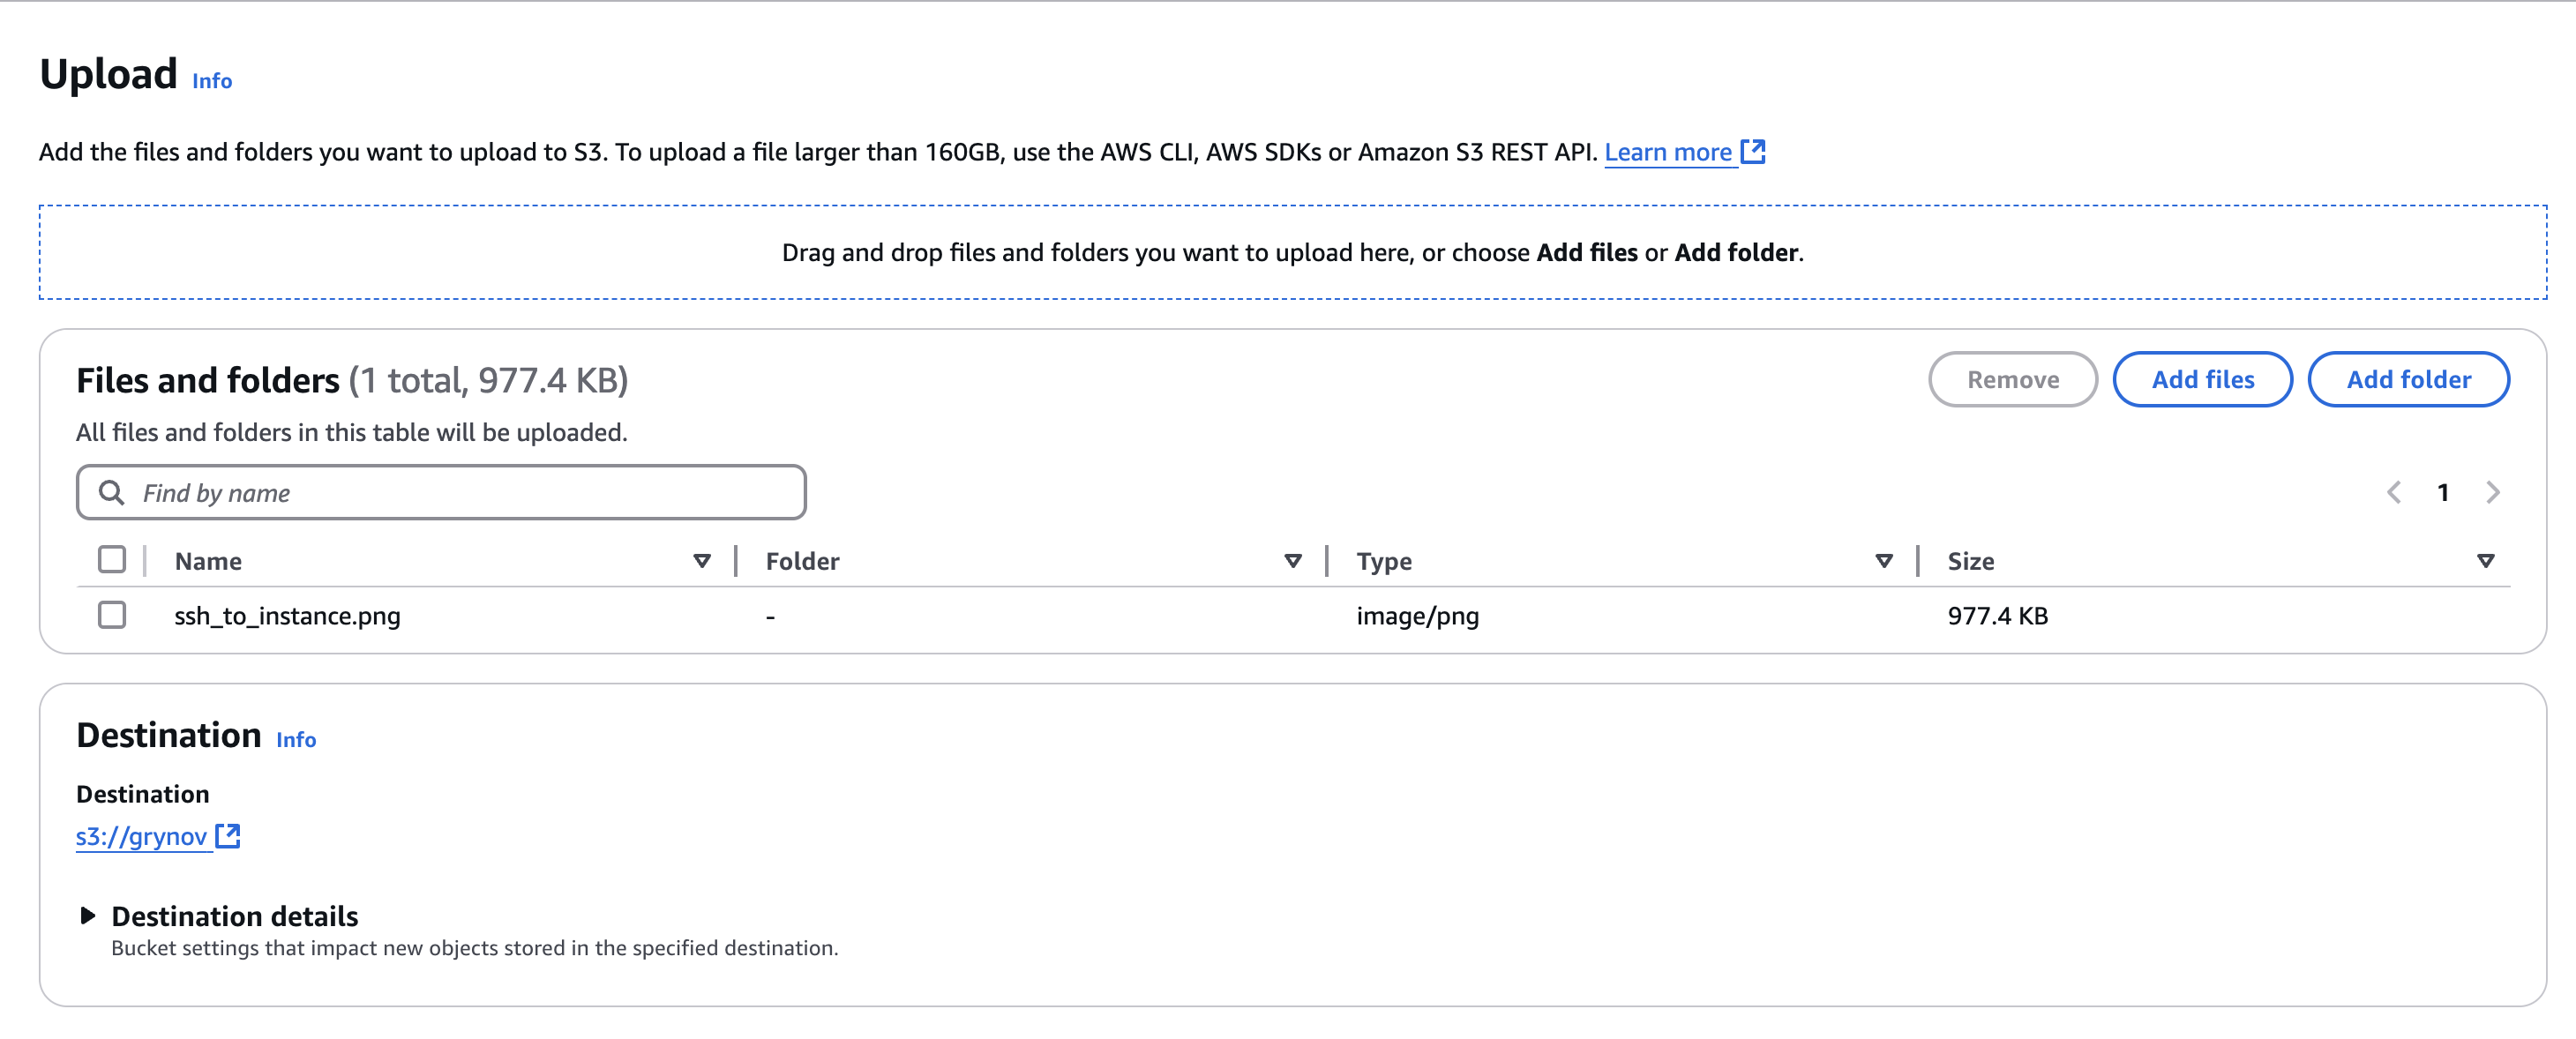 Upload Info
Add the files and folders you want to upload to S3. To upload a file larger than 160GB, use the AWS CLI, AWS SDKs or Amazon S3 REST API. Learn more
Drag and drop files and folders you want to upload here, or choose Add files or Add folder.
Files and folders (1 total, 977.4 KB)
Remove Add files Add folder
All files and folders in this table will be uploaded.
Find by name
1
Name Folder Type Size
ssh_to_instance.png - image/png 977.4 KB
Destination Info
Destination
s3://grynov
Destination details
Bucket settings that impact new objects stored in the specified destination.